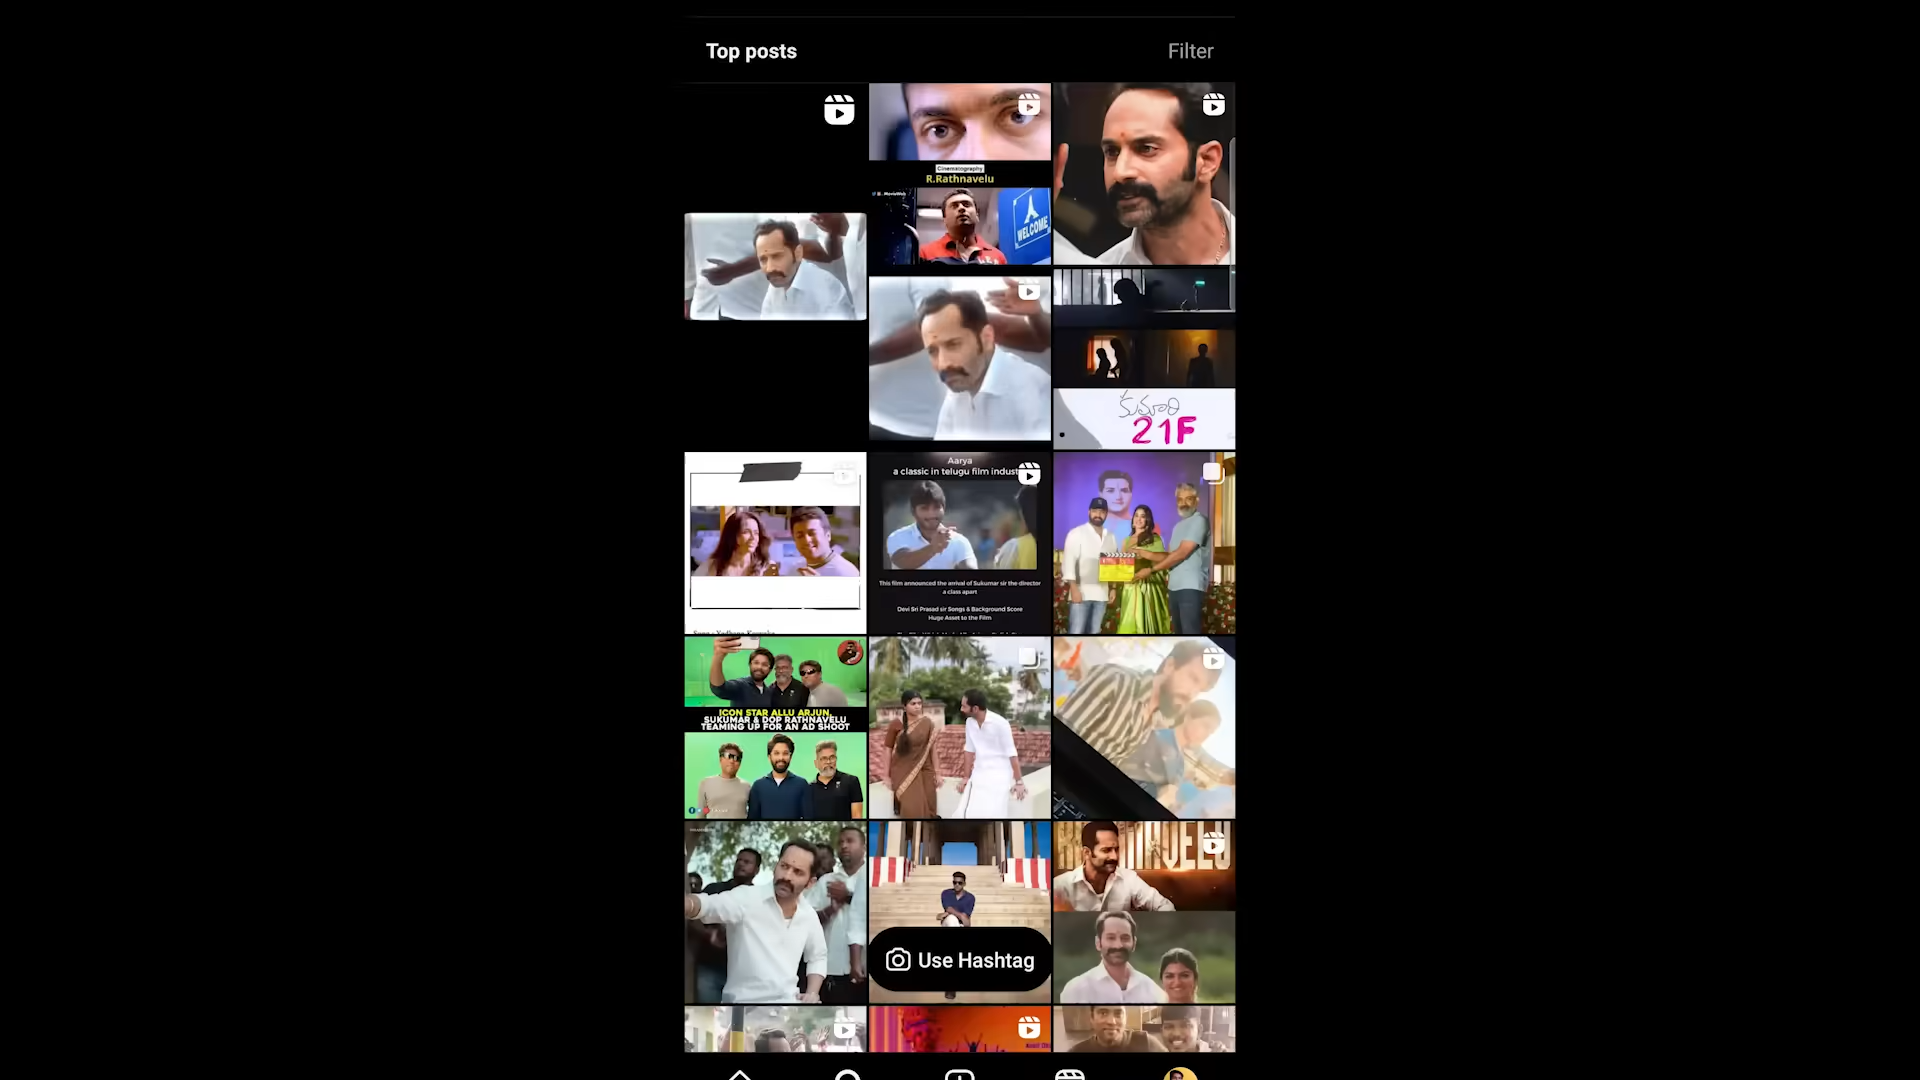 Top posts
Filter
Cinematography
R.Rathnavelu
WELCOME
కుమారి
21F
Aarya
a classic in telugu film indust
This film announced the arrival of Sukumar sir the director
a class apart
Devi Sri Prasad sir Songs & Background Score
Huge Asset to the Film
ICON STAR ALLU ARJUN,
SUKUMAR & DOP RATHNAVELU
TEAMING UP FOR AN AD SHOOT
Use Hashtag